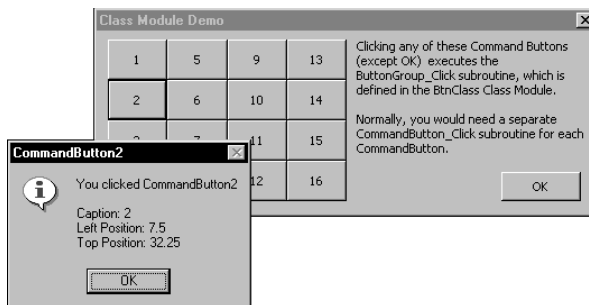 Class Module Demo
1 5 9 13
2 6 10 14
11 15
12 16
Clicking any of these Command Buttons
(except OK) executes the
ButtonGroup_Click subroutine, which is
defined in the BtnClass Class Module.
Normally, you would need a separate
CommandButton_Click subroutine for each
CommandButton.
OK
CommandButton2
You clicked CommandButton2
Caption: 2
Left Position: 7.5
Top Position: 32.25
OK